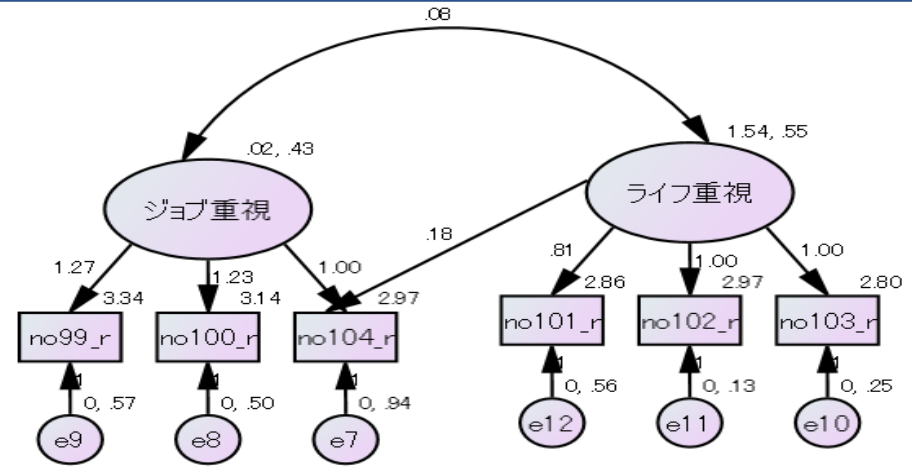 .08
.02, .43
1.54, .55
ジョブ重視
ライフ重視
.18
1.27
1.23
1.00
.81
1.00
1.00
3.34
3.14
2.97
2.86
2.97
2.80
no99_r
no100_r
no104_r
no101_r
no102_r
no103_r
1
1
1
1
1
1
0, .57
0, .50
0, .94
0, .56
0, .13
0, .25
e9
e8
e7
e12
e11
e10